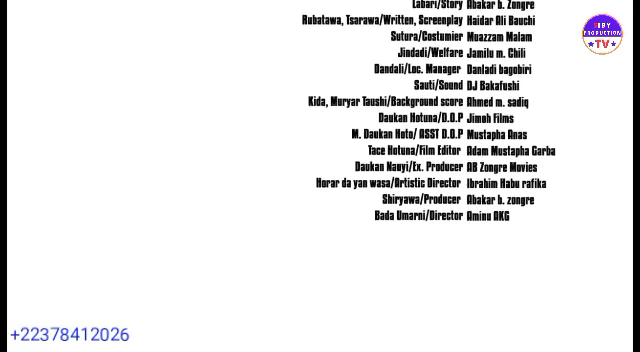 Labari/Story Abakar b. Zongre
Rubatawa, Tsarawa/Written, Screenplay Haidar Ali Bauchi
Sutura/Costumier Muazzam Malam
Jindadi/Welfare Jamilu m. Chili
Dandali/Loc. Manager Danladi bagobiri
Sauti/Sound DJ Bakafushi
Kida, Muryar Taushi/Background score Ahmed m. sadiq
Daukan Hotuna/D.O.P Jimoh Films
M. Daukan Hoto/ ASST D.O.P Mustapha Anas
Tace Hotuna/Film Editor Adam Mustapha Garba
Daukan Nauyi/Ex. Producer AB Zongre Movies
Horar da yan wasa/Artistic Director Ibrahim Habu rafika
Shiryawa/Producer Abakar b. zongre
Bada Umarni/Director Aminu AKG
PRODUCTION
TV
+22378412026